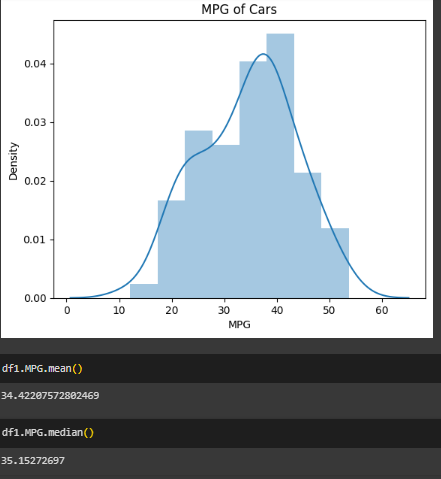 MPG of Cars
0.04
0.03
0.02
0.01
0.00
Density
0 10 20 30 40 50 60
MPG
df1.MPG.mean()
34.42207572802469
df1.MPG.median()
35.15272697